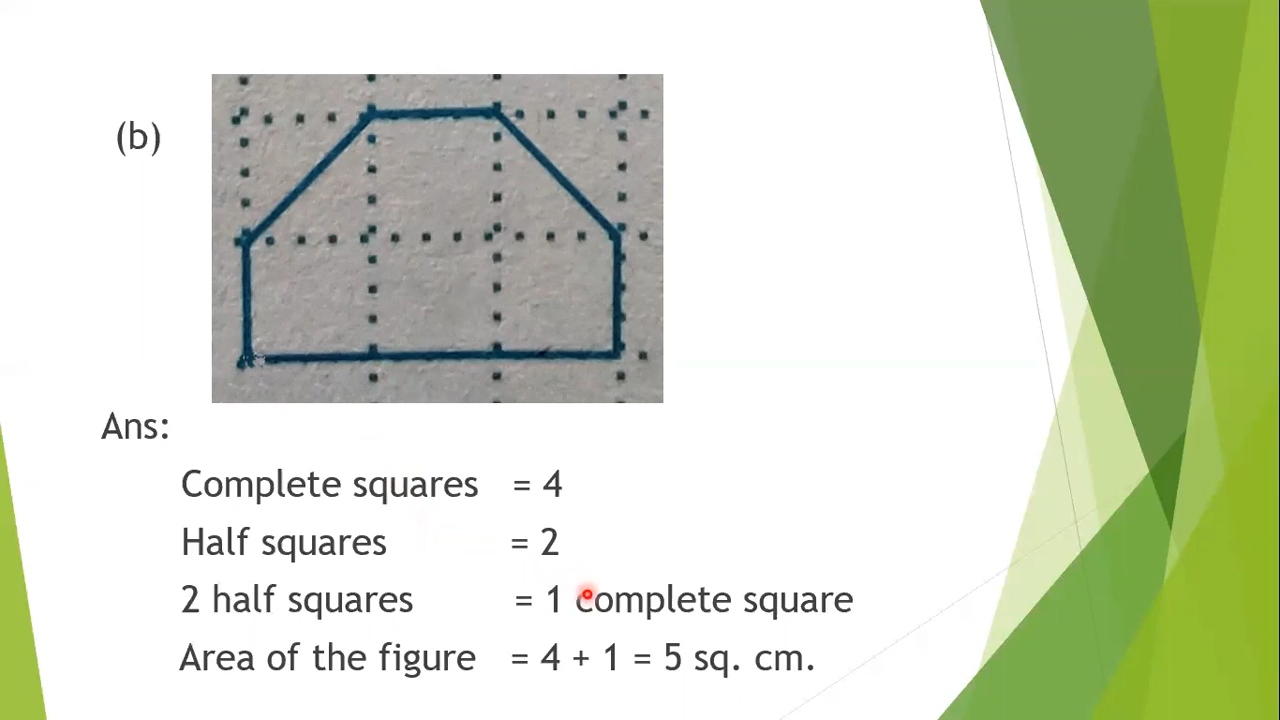 (b)
Ans:
Complete squares = 4
Half squares = 2
2 half squares = 1 complete square
Area of the figure = 4 + 1 = 5 sq. cm.